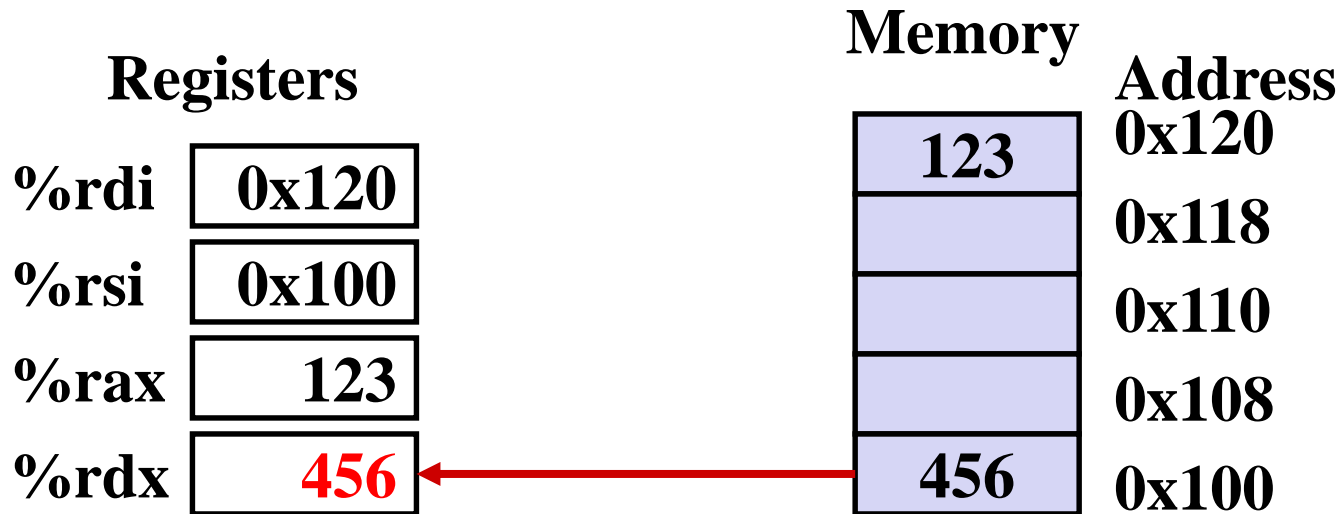 Registers
%rdi 0x120
%rsi 0x100
%rax 123
%rdx 456
Memory
Address
123 0x120
0x118
0x110
0x108
456 0x100